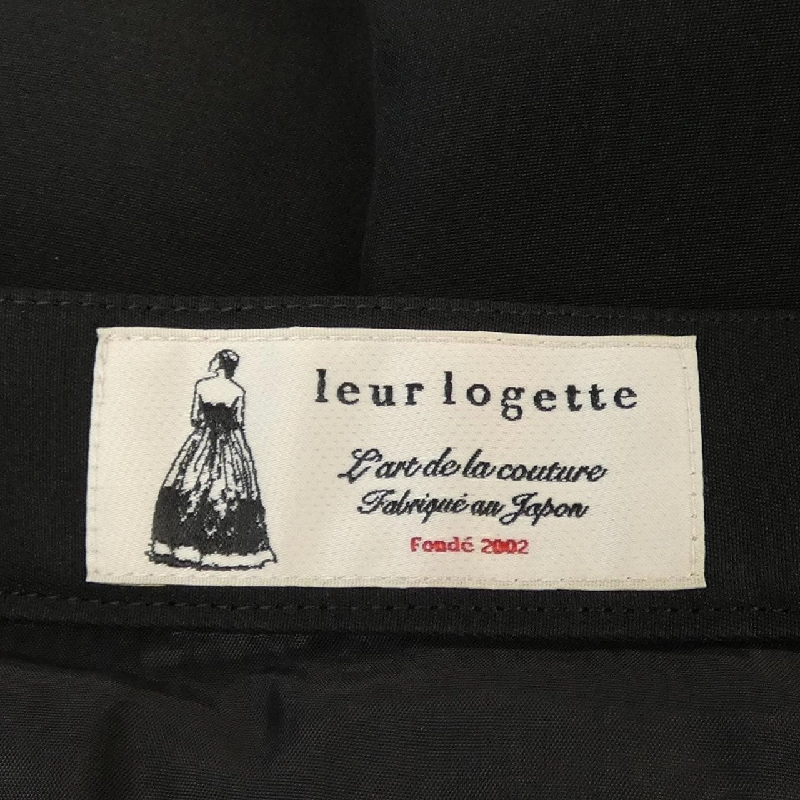 leur logette
L'art de la couture
Fabriqué au Japon
Fondé 2002